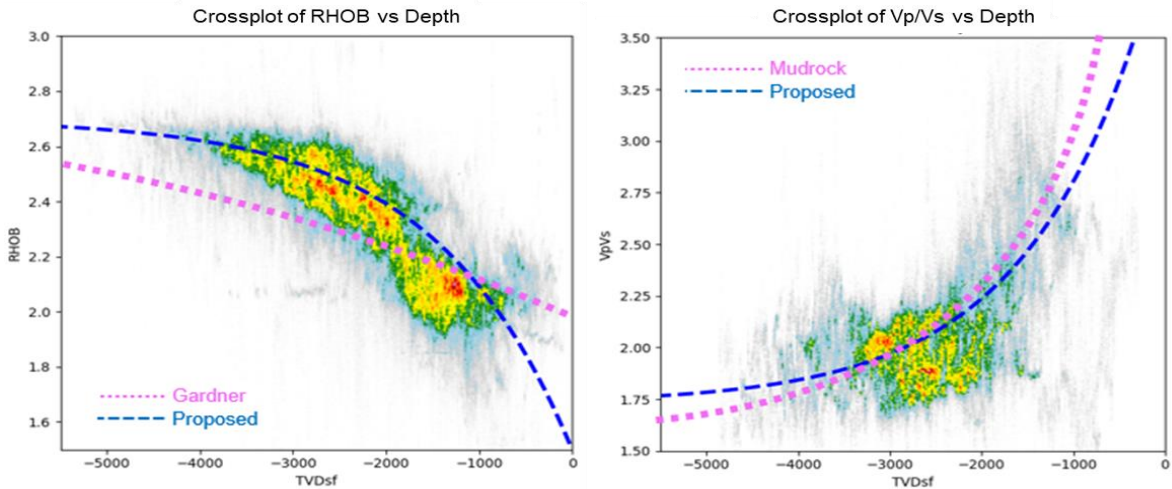 Crossplot of RHOB vs Depth
3.0
2.8
2.6
2.4
2.2
2.0
1.8
1.6
RHOB
Gardner
Proposed
−5000 −4000 −3000 −2000 −1000 0
TVDsf
Crossplot of Vp/Vs vs Depth
3.50
3.25
3.00
2.75
2.50
2.25
2.00
1.75
1.50
VpVs
Mudrock
Proposed
−5000 −4000 −3000 −2000 −1000 0
TVDsf